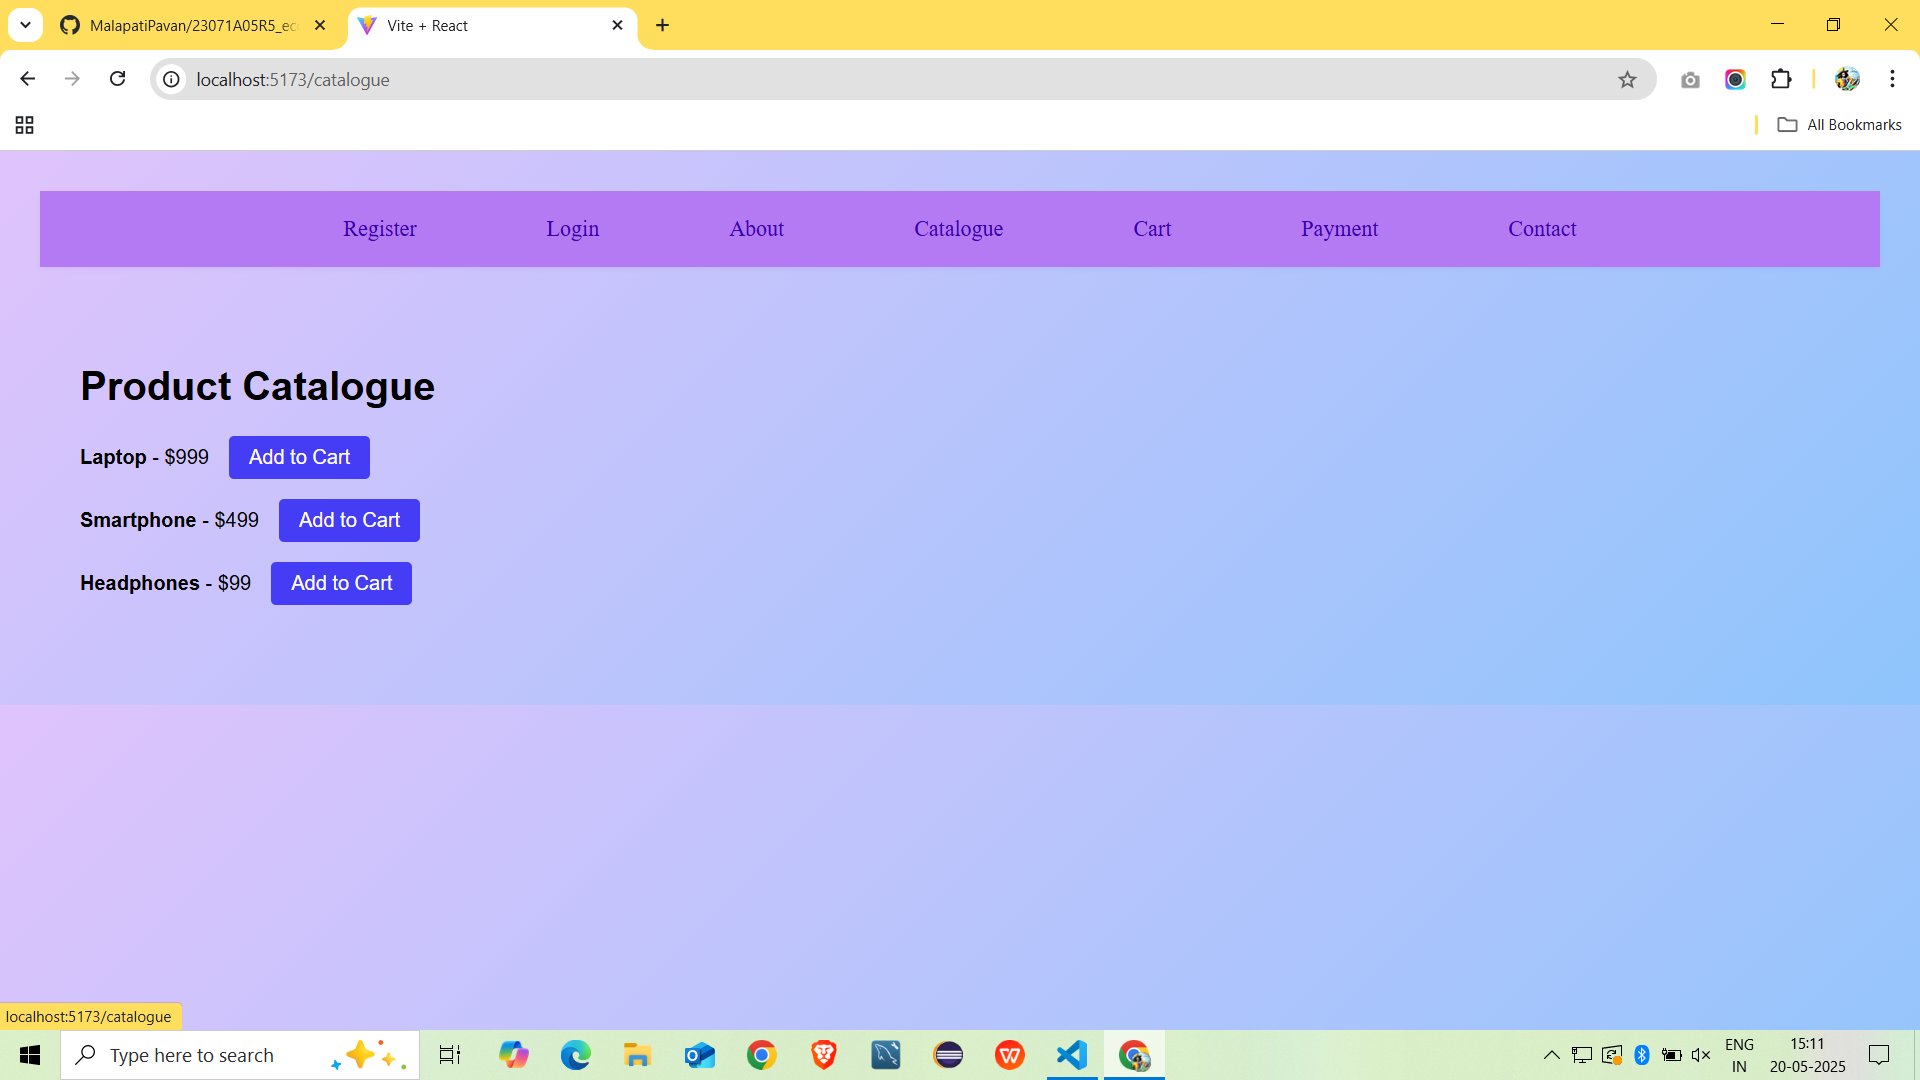 MalapatiPavan/23071A05R5_ec
Vite + React
localhost:5173/catalogue
All Bookmarks
Register Login About Catalogue Cart Payment Contact
Product Catalogue
Laptop - $999 Add to Cart
Smartphone - $499 Add to Cart
Headphones - $99 Add to Cart
localhost:5173/catalogue
Type here to search
ENG
IN
15:11
20-05-2025